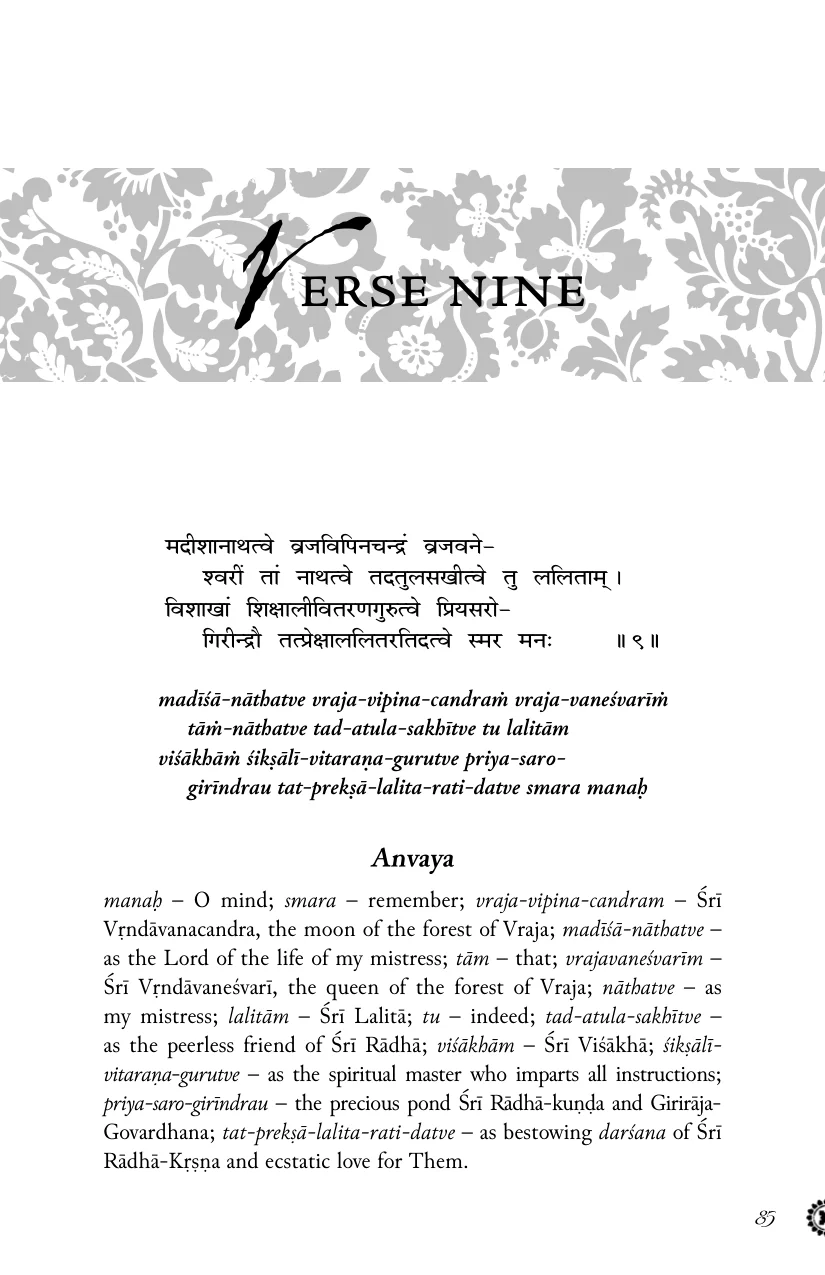 VERSE NINE
मदीशानाथत्वे व्रजविपिनचन्द्रं व्रजवने–
श्वरीं तां नाथत्वे तदतुलसखीत्वे तु ललिताम् ।
विशाखां शिक्षालीवितरणगुरुत्वे प्रियसरो–
गिरीन्द्रौ तत्प्रेक्षाललितरतिदत्वे स्मर मनः ॥ ९ ॥
madīśā-nāthatve vraja-vipina-candraṁ vraja-vaneśvarīṁ
tāṁ-nāthatve tad-atula-sakhītve tu lalitām
viśākhāṁ śikṣālī-vitaraṇa-gurutve priya-saro-
girīndrau tat-prekṣā-lalita-rati-datve smara manaḥ
Anvaya
manaḥ – O mind; smara – remember; vraja-vipina-candram – Śrī
Vṛndāvanacandra, the moon of the forest of Vraja; madīśā-nāthatve –
as the Lord of the life of my mistress; tām – that; vrajavaneśvarīm –
Śrī Vṛndāvaneśvarī, the queen of the forest of Vraja; nāthatve – as
my mistress; lalitām – Śrī Lalitā; tu – indeed; tad-atula-sakhītve –
as the peerless friend of Śrī Rādhā; viśākhām – Śrī Viśākhā; śikṣālī-
vitaraṇa-gurutve – as the spiritual master who imparts all instructions;
priya-saro-girīndrau – the precious pond Śrī Rādhā-kuṇḍa and Girirāja-
Govardhana; tat-prekṣā-lalita-rati-datve – as bestowing darśana of Śrī
Rādhā-Kṛṣṇa and ecstatic love for Them.
85